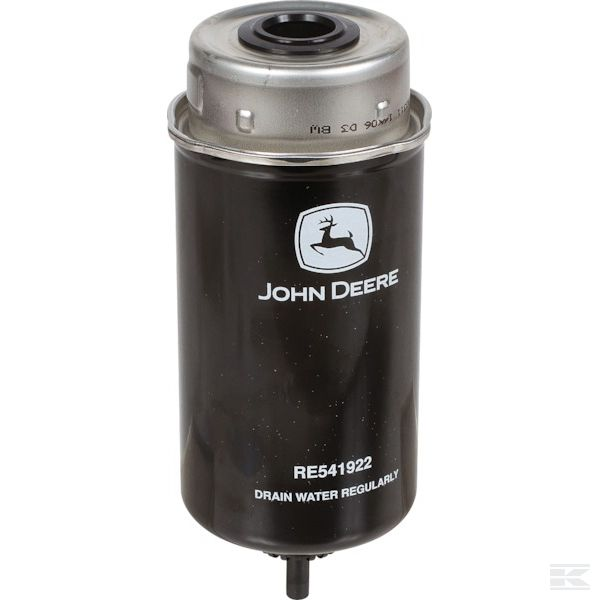 JOHN DEERE
RE541922
DRAIN WATER REGULARLY
K